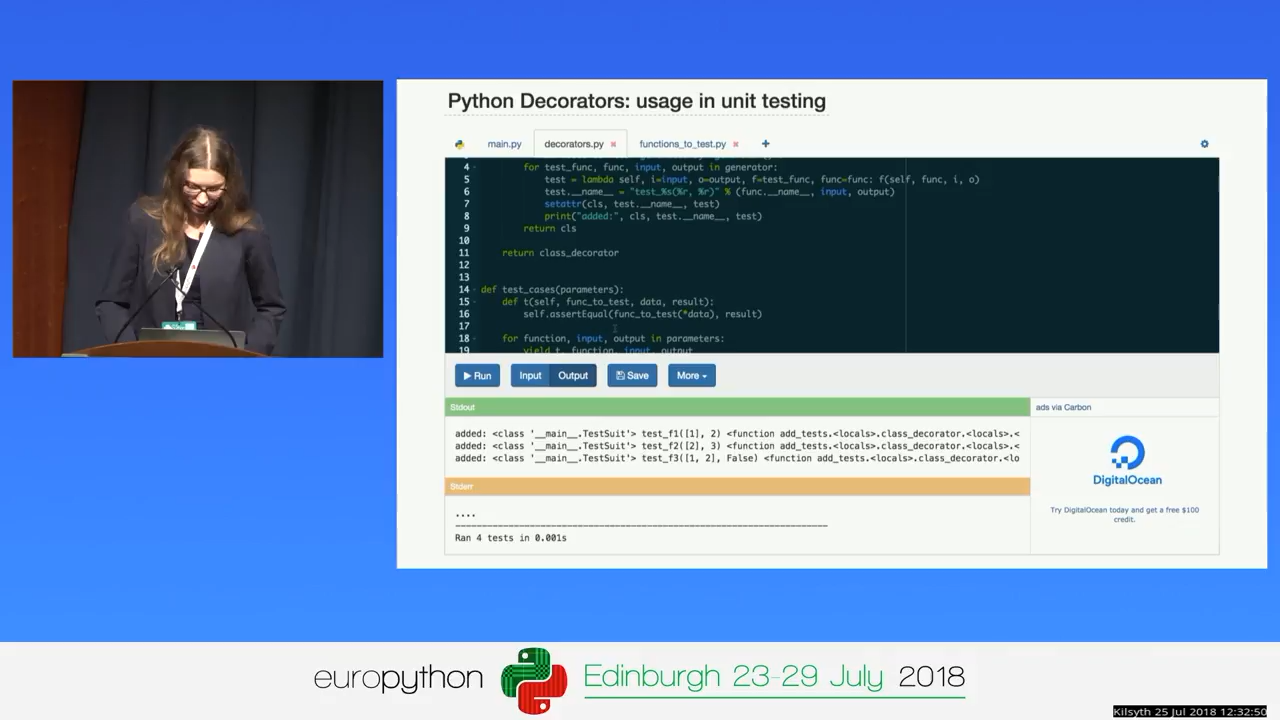 Python Decorators: usage in unit testing
main.py
decorators.py
functions_to_test.py
4 for test_func, func, input, output in generator:
5 test = lambda self, i=input, o=output, f=test_func, func=func: f(self, func, i, o)
6 test.__name__ = "test_%s(%r, %r)" % (func.__name__, input, output)
7 setattr(cls, test.__name__, test)
8 print("added:", cls, test.__name__, test)
9 return cls
10
11 return class_decorator
12
13
14 def test_cases(parameters):
15 def t(self, func_to_test, data, result):
16 self.assertEqual(func_to_test(*data), result)
17
18 for function, input, output in parameters:
19 yield t, function, input, output
Run
Input
Output
Save
More
Stdout
ads via Carbon
added: <class '__main__.TestSuit'> test_f1([1], 2) <function add_tests.<locals>.class_decorator.<locals>.<
added: <class '__main__.TestSuit'> test_f2([2], 3) <function add_tests.<locals>.class_decorator.<locals>.<
added: <class '__main__.TestSuit'> test_f3([1, 2], False) <function add_tests.<locals>.class_decorator.<lo
DigitalOcean
Try DigitalOcean today and get a free $100
credit.
Stderr
....
----------------------------------------------------------------------
Ran 4 tests in 0.001s
europython
Edinburgh 23-29 July 2018
Kilsyth 25 Jul 2018 12:32:50